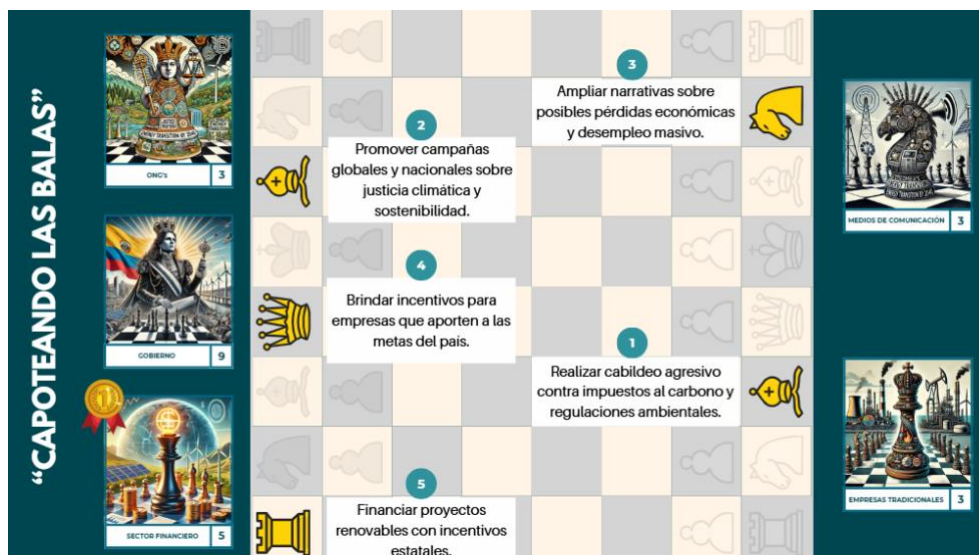 “CAPOTEANDO LAS BALAS”
ONG's 3
GOBIERNO 9
1
SECTOR FINANCIERO 5
2
Promover campañas
globales y nacionales sobre
justicia climática y
sostenibilidad.
4
Brindar incentivos para
empresas que aporten a las
metas del país.
5
Financiar proyectos
renovables con incentivos
estatales.
3
Ampliar narrativas sobre
posibles pérdidas económicas
y desempleo masivo.
1
Realizar cabildeo agresivo
contra impuestos al carbono y
regulaciones ambientales.
MEDIOS DE COMUNICACIÓN 3
EMPRESAS TRADICIONALES 3